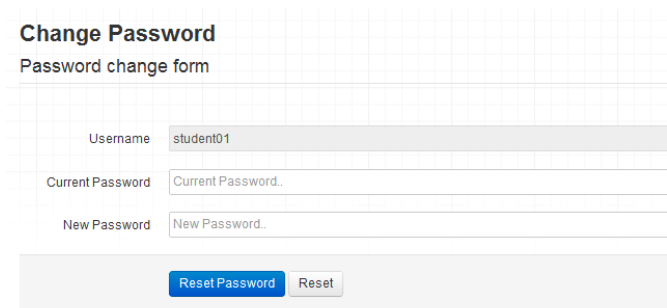 Change Password
Password change form
Username student01
Current Password Current Password..
New Password New Password..
Reset Password Reset